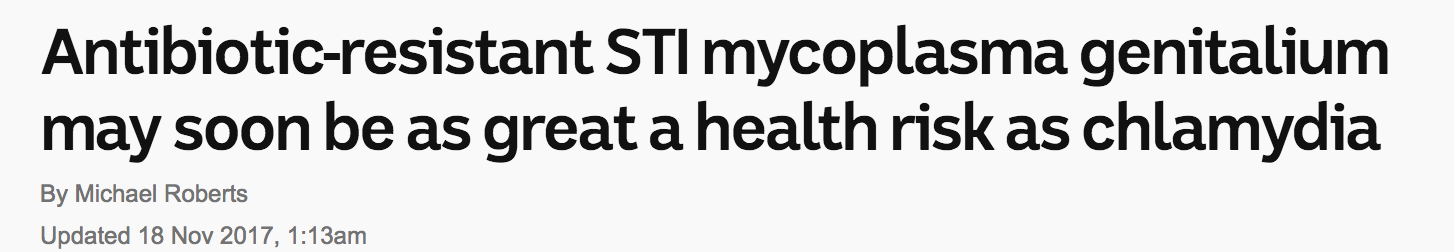 Antibiotic-resistant STI mycoplasma genitalium
may soon be as great a health risk as chlamydia
By Michael Roberts
Updated 18 Nov 2017, 1:13am